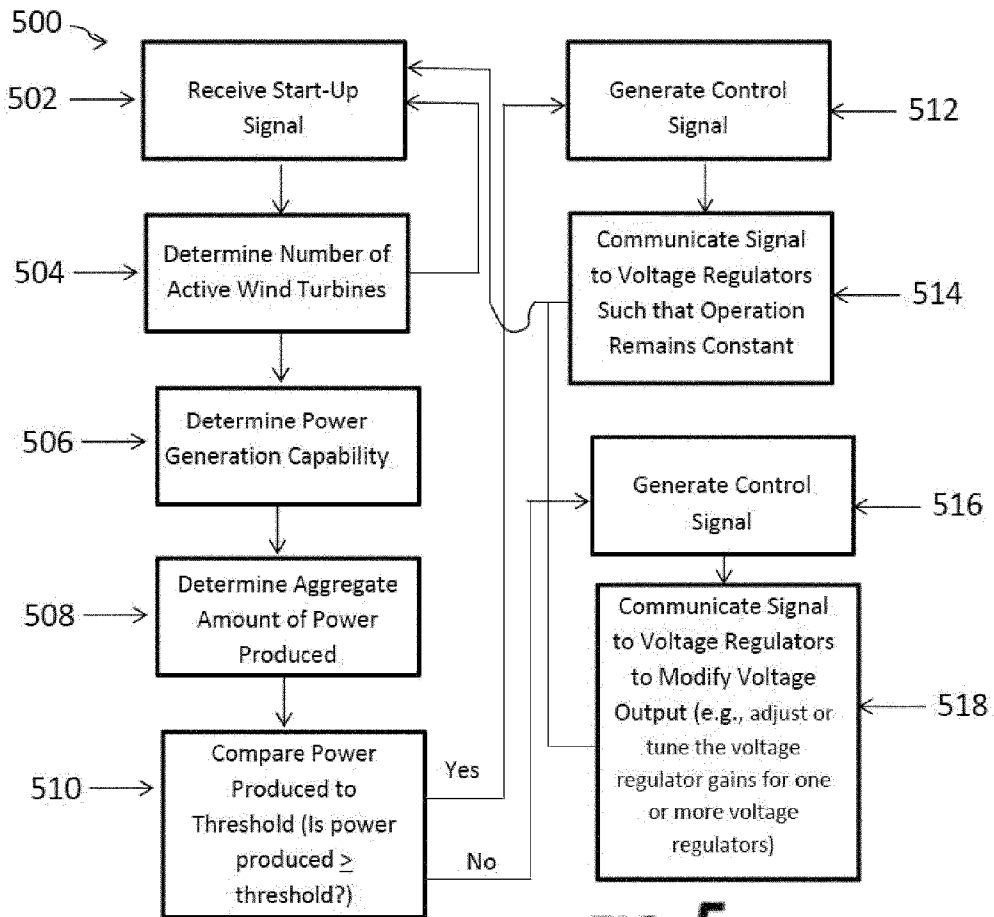 500
502
Receive Start-Up
Signal
504
Determine Number of
Active Wind Turbines
506
Determine Power
Generation Capability
508
Determine Aggregate
Amount of Power
Produced
510
Compare Power
Produced to
Threshold (Is power
produced ≥
threshold?)
Yes
No
Generate Control
Signal
512
Communicate Signal
to Voltage Regulators
Such that Operation
Remains Constant
514
Generate Control
Signal
516
Communicate Signal
to Voltage Regulators
to Modify Voltage
Output (e.g., adjust or
tune the voltage
regulator gains for one
or more voltage
regulators)
518